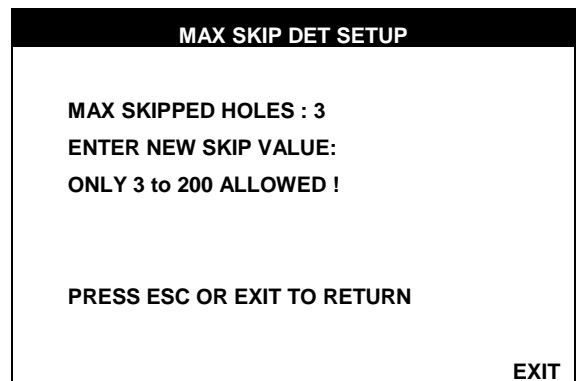 MAX SKIP DET SETUP
MAX SKIPPED HOLES : 3
ENTER NEW SKIP VALUE:
ONLY 3 to 200 ALLOWED !
PRESS ESC OR EXIT TO RETURN
EXIT